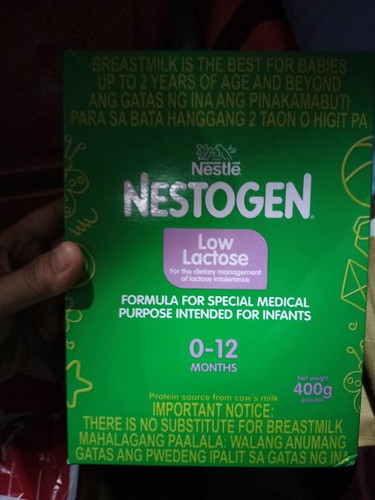 BREASTMILK IS THE BEST FOR BABIES
UP TO 2 YEARS OF AGE AND BEYOND
ANG GATAS NG INA ANG PINAKAMABUTI
PARA SA BATA HANGGANG 2 TAON O HIGIT PA
Nestlé
NESTOGEN
Low
Lactose
For the dietary management
of lactose intolerance
FORMULA FOR SPECIAL MEDICAL
PURPOSE INTENDED FOR INFANTS
0-12
MONTHS
Net weight
400g
powder
Protein source from cow's milk
IMPORTANT NOTICE:
THERE IS NO SUBSTITUTE FOR BREASTMILK
MAHALAGANG PAALALA: WALANG ANUMANG
GATAS ANG PWEDENG IPALIT SA GATAS NG INA